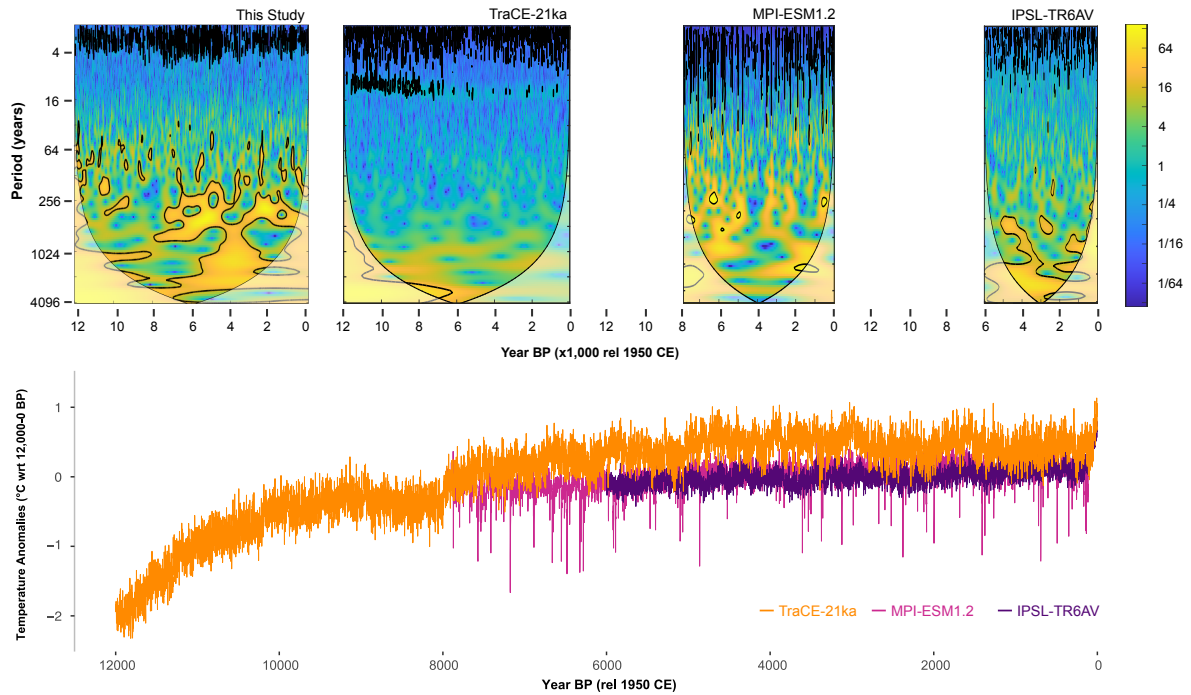 This Study TraCE-21ka MPI-ESM1.2 IPSL-TR6AV
Period (years)
4
16
64
256
1024
4096
64
16
4
1
1/4
1/16
1/64
12 10 8 6 4 2 0 12 10 8 6 4 2 0 12 10 8 6 4 2 0 12 10 8 6 4 2 0
Year BP (x1,000 rel 1950 CE)
Temperature Anomalies (°C wrt 12,000–0 BP)
1
0
−1
−2
TraCE-21ka MPI-ESM1.2 IPSL-TR6AV
12000 10000 8000 6000 4000 2000 0
Year BP (rel 1950 CE)